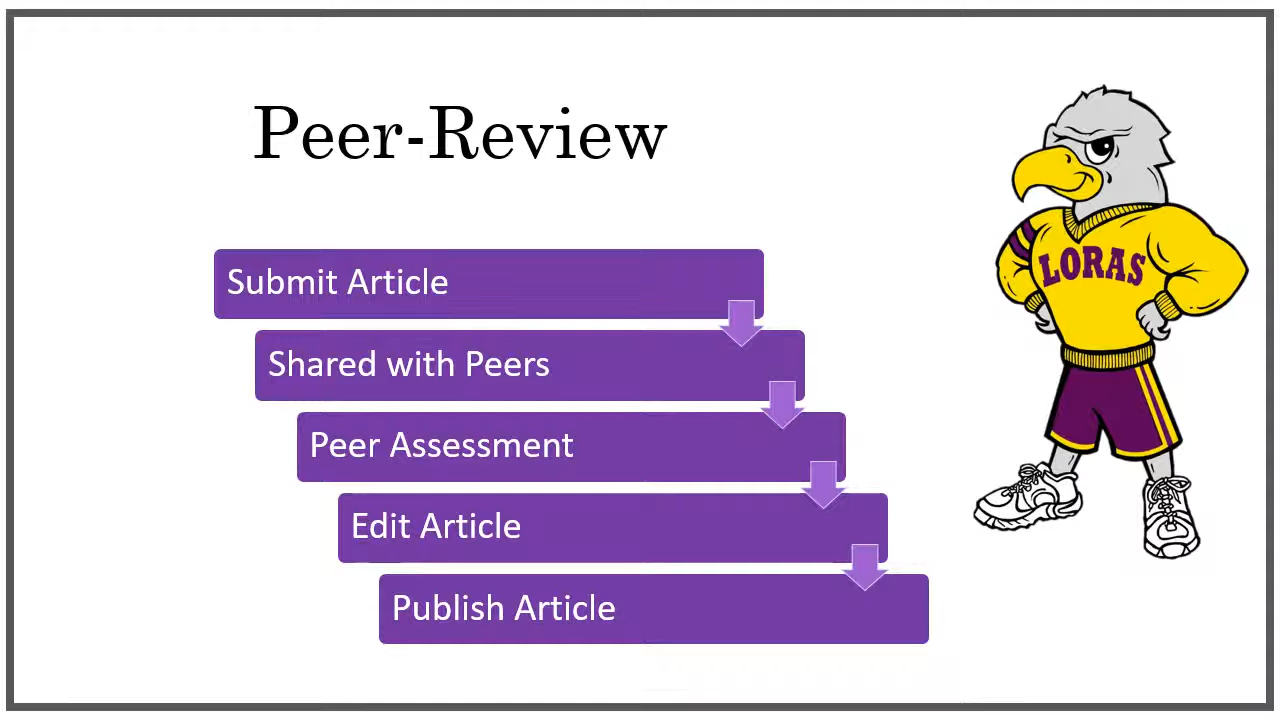 Peer-Review
LORAS
Submit Article
Shared with Peers
Peer Assessment
Edit Article
Publish Article